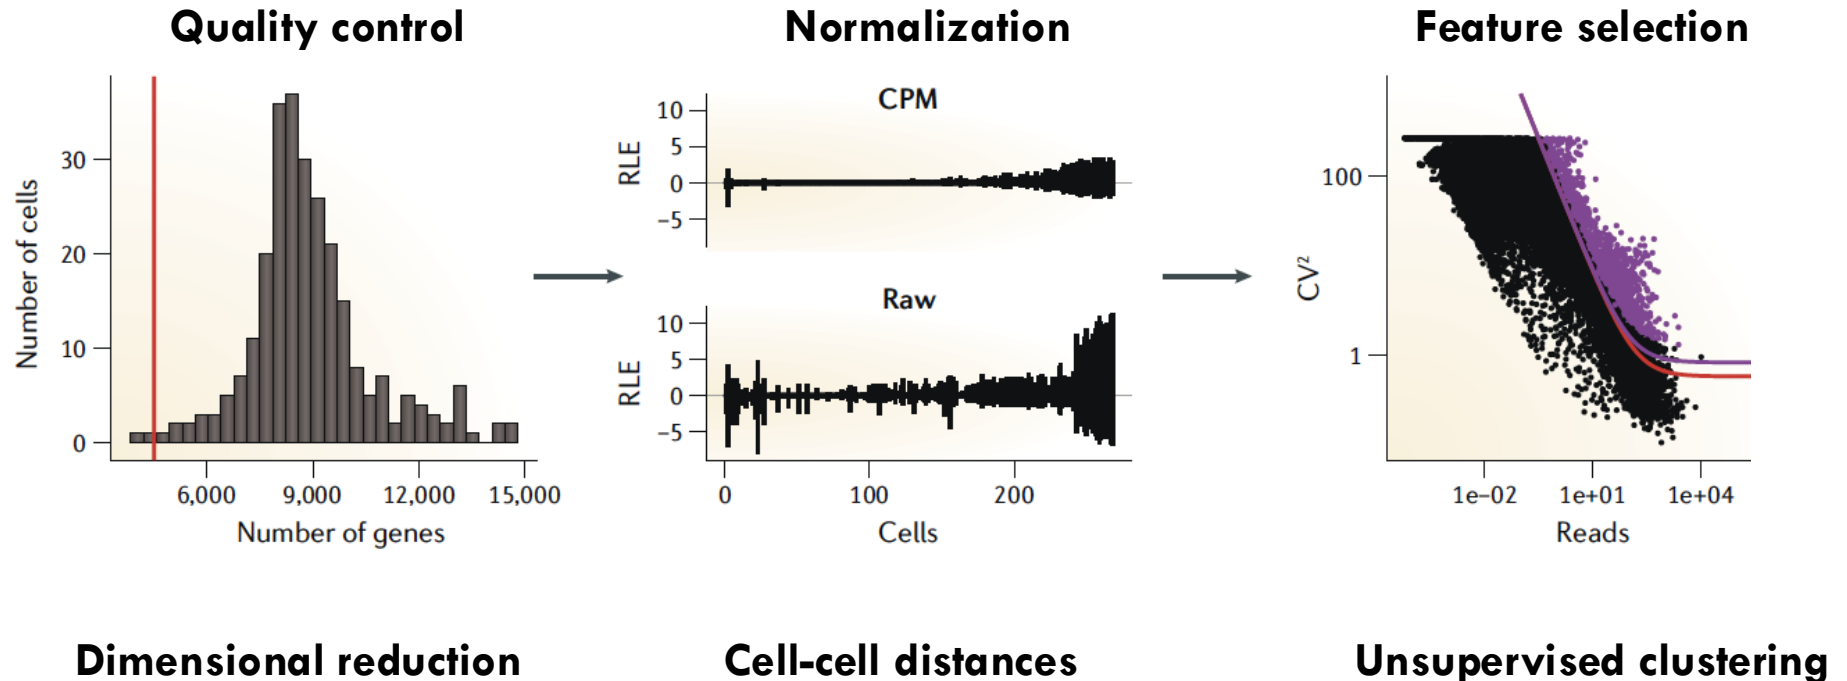 Quality control
Normalization
Feature selection
Number of cells
30
20
10
0
6,000 9,000 12,000 15,000
Number of genes
CPM
RLE
10
5
0
−5
Raw
RLE
10
5
0
−5
0 100 200
Cells
CV²
100
1
1e−02 1e+01 1e+04
Reads
Dimensional reduction
Cell-cell distances
Unsupervised clustering